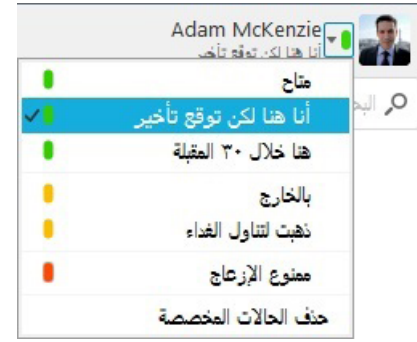 Adam McKenzie
أنا هنا لكن توقع تأخير
البح
متاح
أنا هنا لكن توقع تأخير
هنا خلال ٣٠ المقبلة
بالخارج
ذهبت لتناول الغداء
ممنوع الإزعاج
حذف الحالات المخصصة